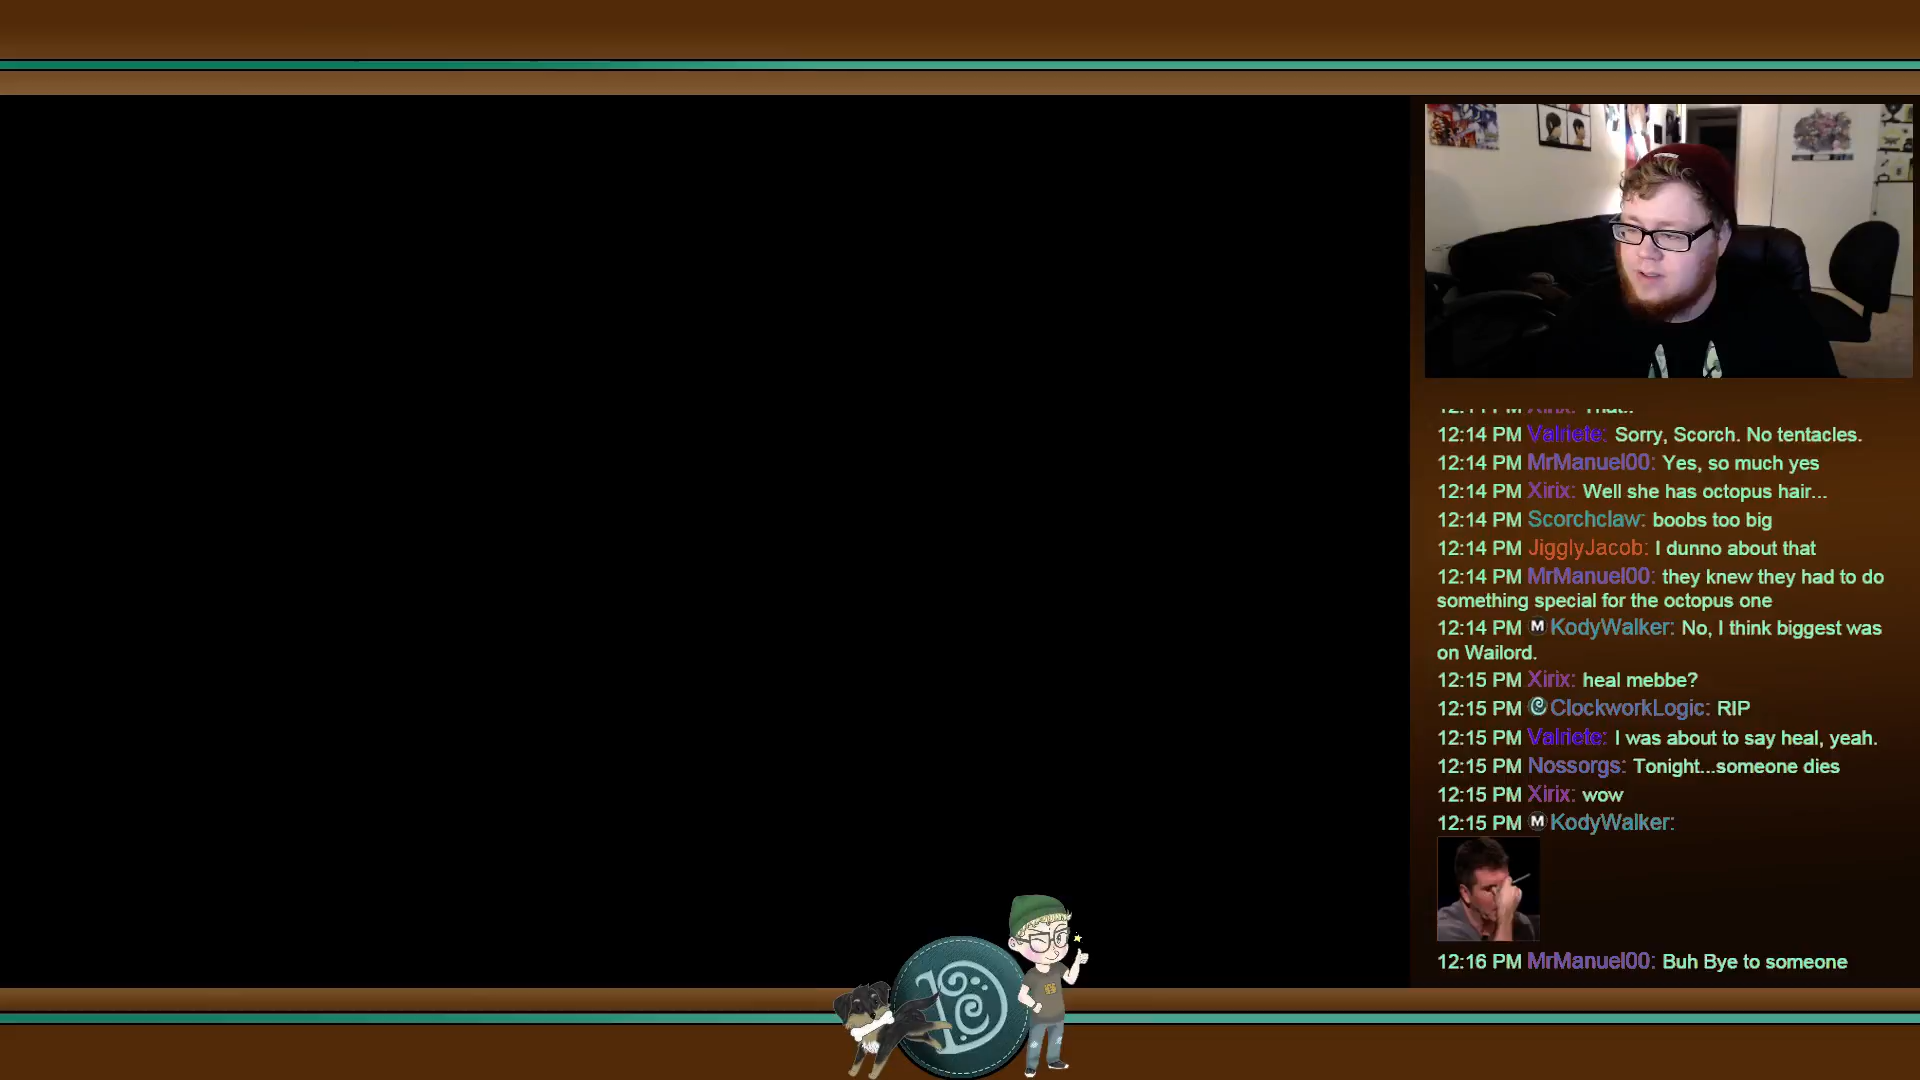 12:14 PM Xirix: That..
12:14 PM Valriete: Sorry, Scorch. No tentacles.
12:14 PM MrManuel00: Yes, so much yes
12:14 PM Xirix: Well she has octopus hair...
12:14 PM Scorchclaw: boobs too big
12:14 PM JigglyJacob: I dunno about that
12:14 PM MrManuel00: they knew they had to do
something special for the octopus one
12:14 PM M KodyWalker: No, I think biggest was
on Wailord.
12:15 PM Xirix: heal mebbe?
12:15 PM ClockworkLogic: RIP
12:15 PM Valriete: I was about to say heal, yeah.
12:15 PM Nossorgs: Tonight...someone dies
12:15 PM Xirix: wow
12:15 PM M KodyWalker:
12:16 PM MrManuel00: Buh Bye to someone